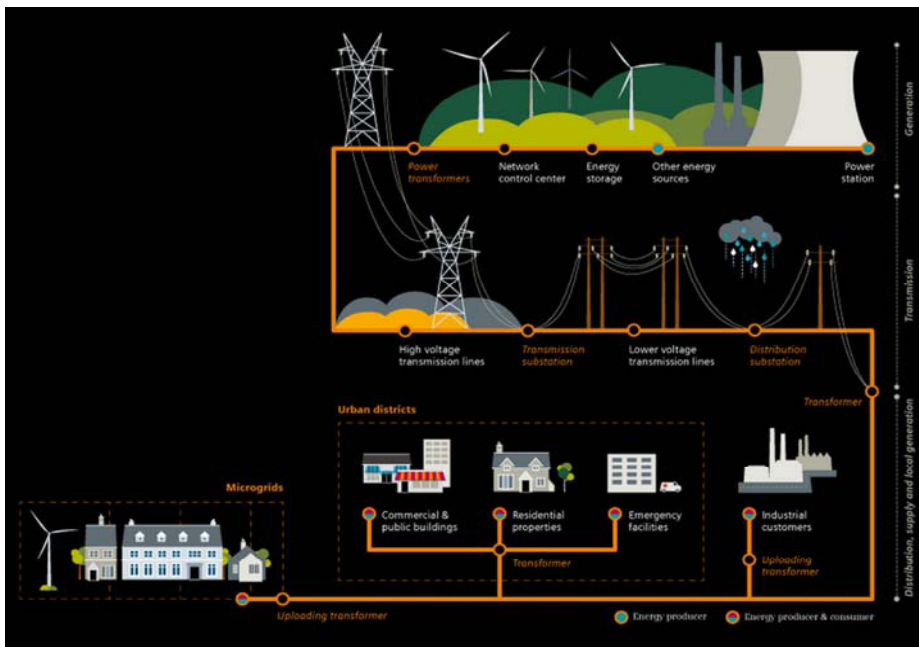 Generation
Power
transformers
Network
control center
Energy
storage
Other energy
sources
Power
station
Transmission
High voltage
transmission lines
Transmission
substation
Lower voltage
transmission lines
Distribution
substation
Transformer
Distribution, supply and local generation
Urban districts
Commercial &
public buildings
Residential
properties
Emergency
facilities
Industrial
customers
Microgrids
Transformer
Uploading
transformer
Uploading transformer
Energy producer
Energy producer & consumer